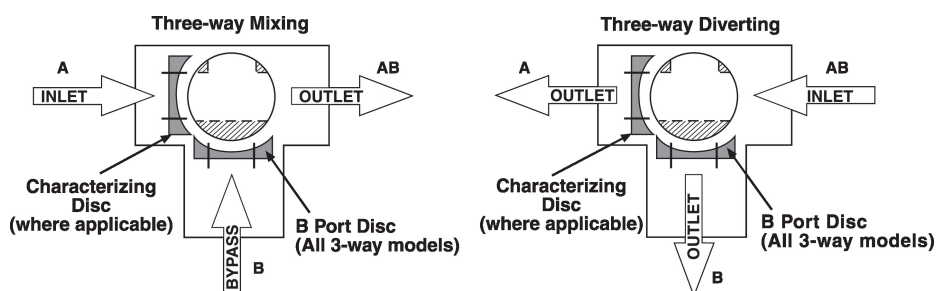 Three-way Mixing
A
INLET
AB
OUTLET
Characterizing
Disc
(where applicable)
B Port Disc
(All 3-way models)
BYPASS
B
Three-way Diverting
A
OUTLET
AB
INLET
Characterizing
Disc
(where applicable)
B Port Disc
(All 3-way models)
OUTLET
B